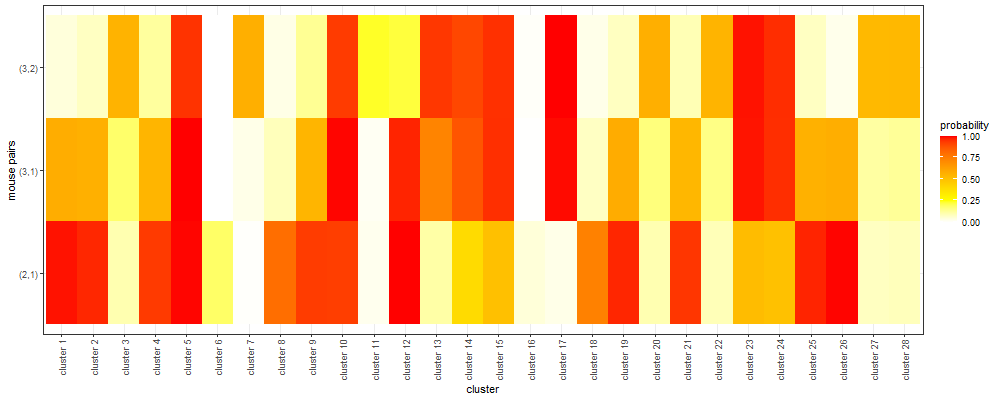 mouse pairs
(3,2)
(3,1)
(2,1)
cluster 1
cluster 2
cluster 3
cluster 4
cluster 5
cluster 6
cluster 7
cluster 8
cluster 9
cluster 10
cluster 11
cluster 12
cluster 13
cluster 14
cluster 15
cluster 16
cluster 17
cluster 18
cluster 19
cluster 20
cluster 21
cluster 22
cluster 23
cluster 24
cluster 25
cluster 26
cluster 27
cluster 28
cluster
probability
1.00
0.75
0.50
0.25
0.00